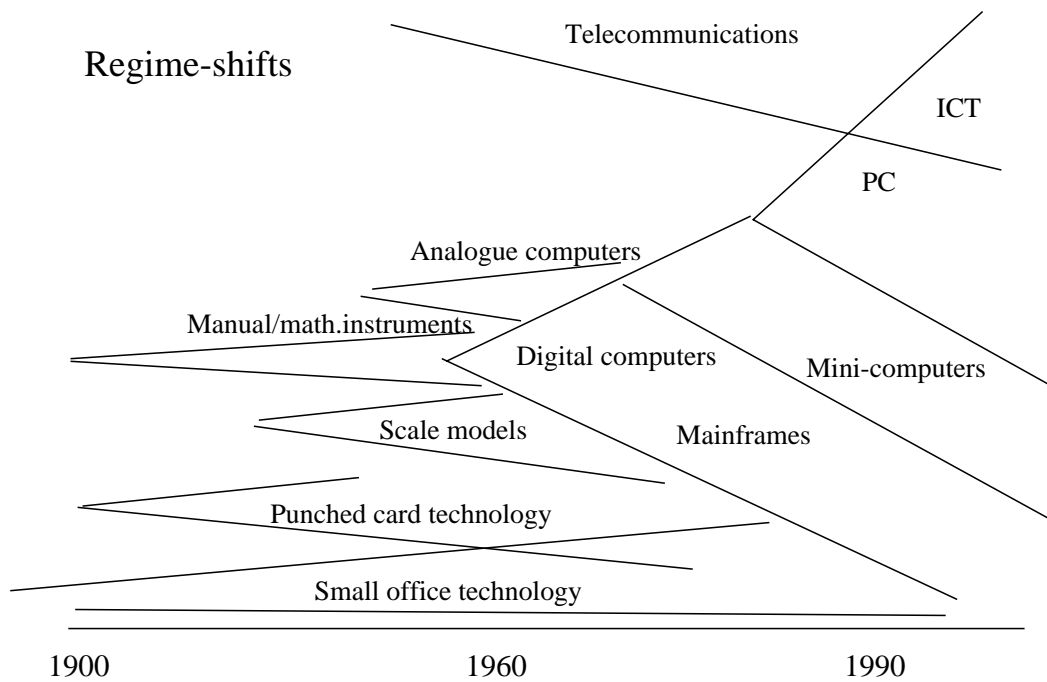 Telecommunications
Regime-shifts
ICT
PC
Analogue computers
Manual/math.instruments
Digital computers
Mini-computers
Scale models
Mainframes
Punched card technology
Small office technology
1900
1960
1990